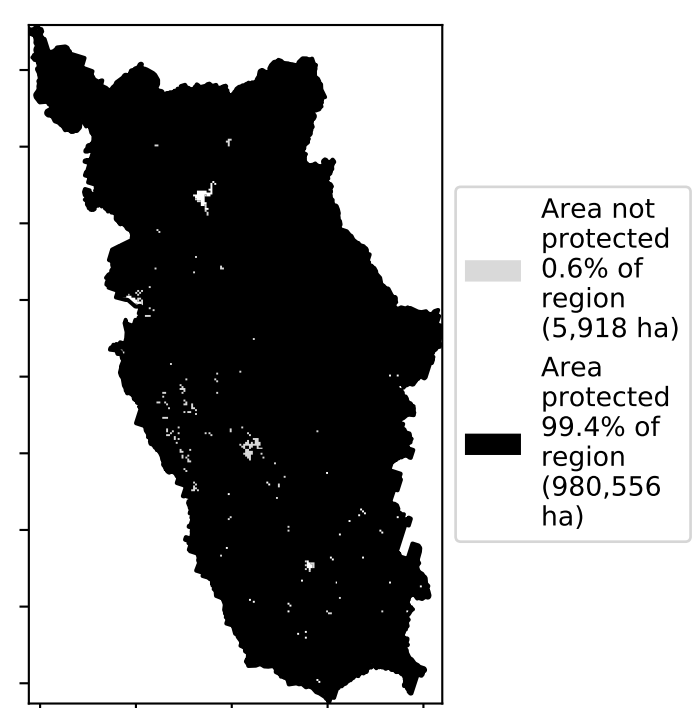 Area not
protected
0.6% of
region
(5,918 ha)
Area
protected
99.4% of
region
(980,556
ha)